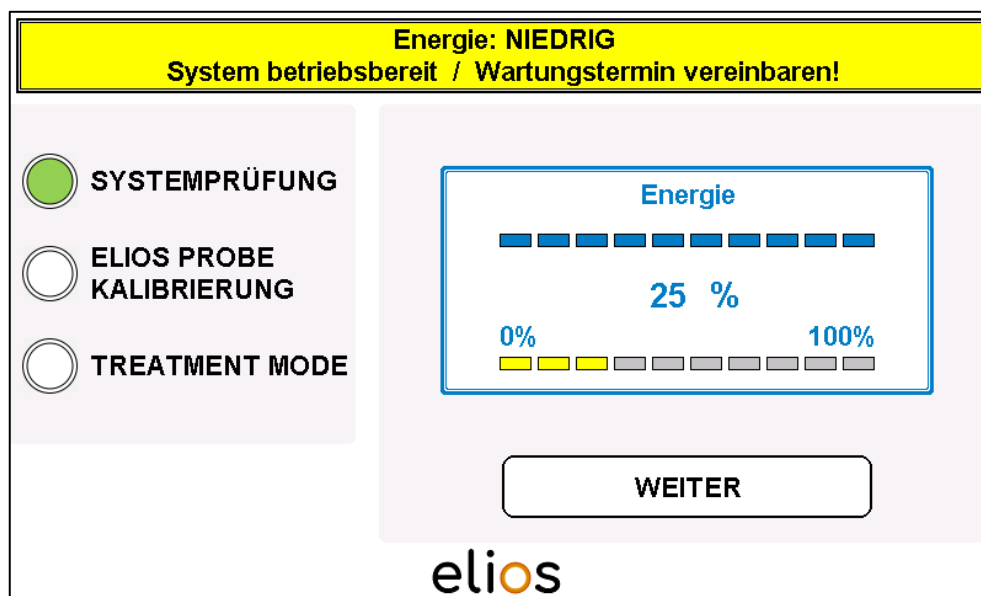 Energie: NIEDRIG
System betriebsbereit / Wartungstermin vereinbaren!
SYSTEMPRÜFUNG
ELIOS PROBE
KALIBRIERUNG
TREATMENT MODE
Energie
25 %
0% 100%
WEITER
elios